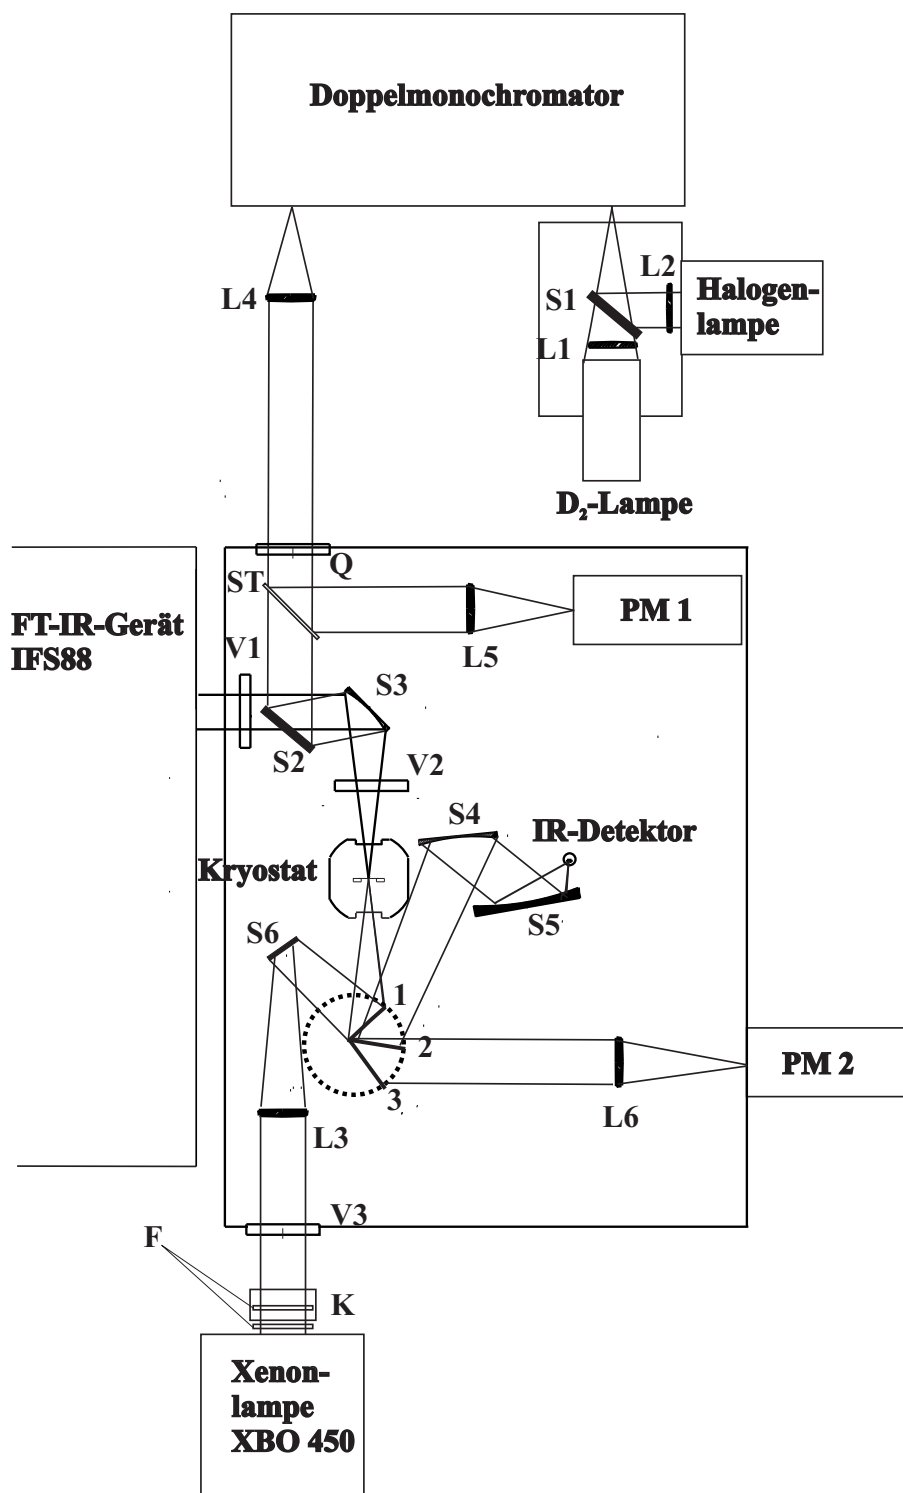 Doppelmonochromator
L4
L2
S1
Halogen-
lampe
L1
D₂-Lampe
Q
ST
FT-IR-Gerät
IFS88
V1
PM 1
L5
S3
S2
V2
S4
IR-Detektor
Kryostat
S5
S6
1
2
3
PM 2
L6
L3
V3
F
K
Xenon-
lampe
XBO 450